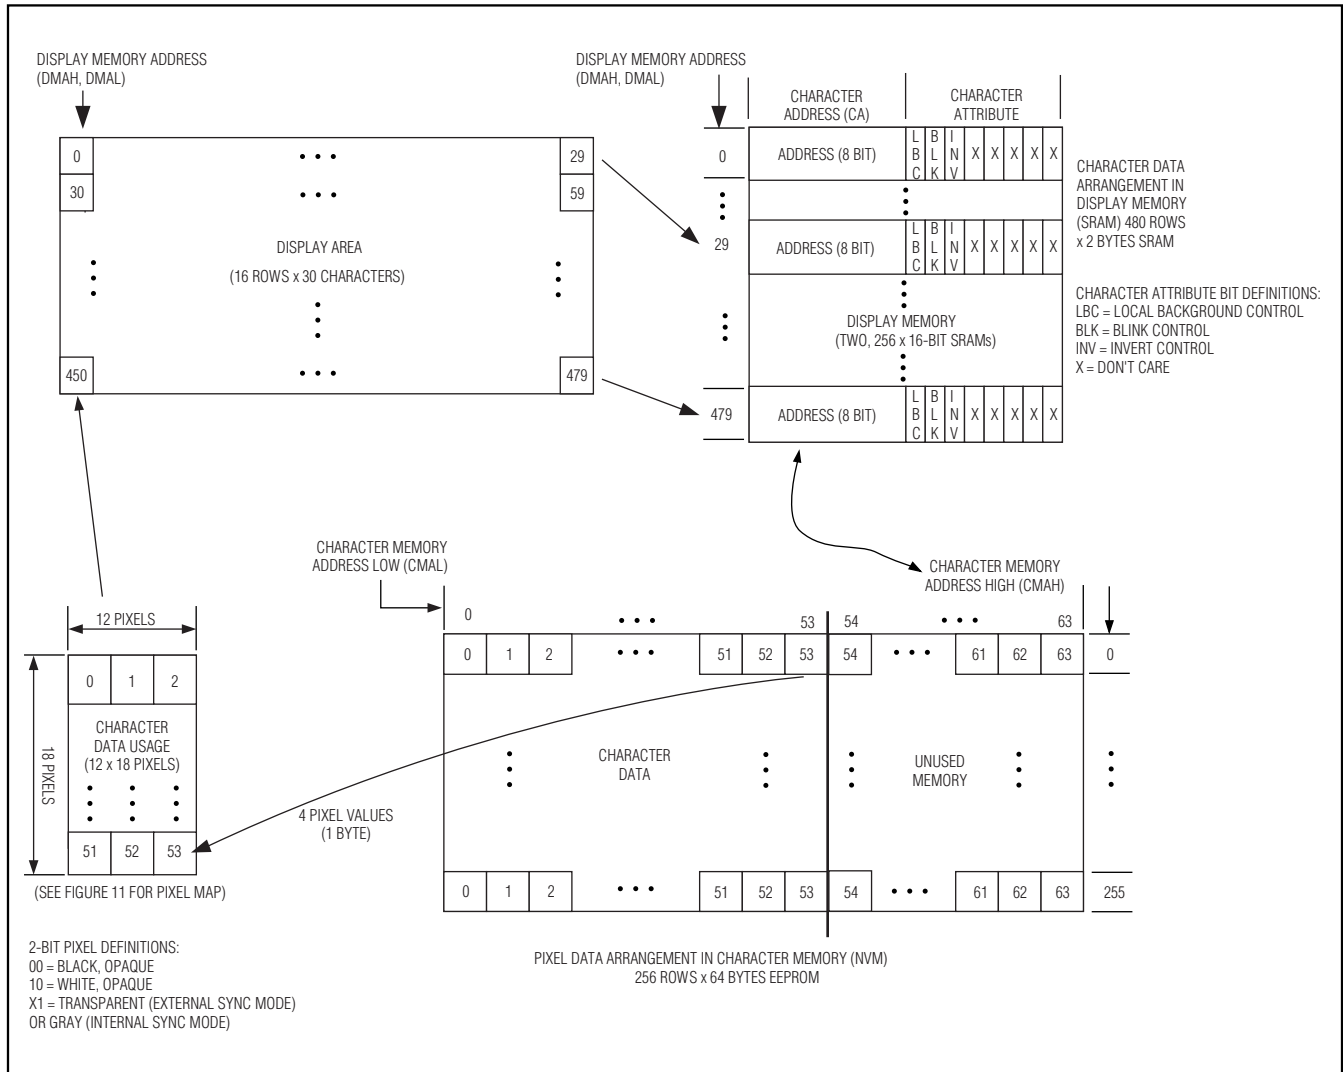 DISPLAY MEMORY ADDRESS
(DMAH, DMAL)
0
• • •
29
30
• • •
59
DISPLAY AREA
(16 ROWS x 30 CHARACTERS)
450
• • •
479
DISPLAY MEMORY ADDRESS
(DMAH, DMAL)
CHARACTER
ADDRESS (CA)
CHARACTER
ATTRIBUTE
0
ADDRESS (8 BIT)
LBC
BLK
INV
X X X X X
29
ADDRESS (8 BIT)
LBC
BLK
INV
X X X X X
DISPLAY MEMORY
(TWO, 256 x 16-BIT SRAMs)
479
ADDRESS (8 BIT)
LBC
BLK
INV
X X X X X
CHARACTER DATA
ARRANGEMENT IN
DISPLAY MEMORY
(SRAM) 480 ROWS
x 2 BYTES SRAM
CHARACTER ATTRIBUTE BIT DEFINITIONS:
LBC = LOCAL BACKGROUND CONTROL
BLK = BLINK CONTROL
INV = INVERT CONTROL
X = DON'T CARE
CHARACTER MEMORY
ADDRESS LOW (CMAL)
CHARACTER MEMORY
ADDRESS HIGH (CMAH)
0 • • • 53 54 • • • 63
0 1 2 • • • 51 52 53 54 • • • 61 62 63 0
CHARACTER
DATA
UNUSED
MEMORY
0 1 2 • • • 51 52 53 54 • • • 61 62 63 255
PIXEL DATA ARRANGEMENT IN CHARACTER MEMORY (NVM)
256 ROWS x 64 BYTES EEPROM
12 PIXELS
18 PIXELS
0 1 2
CHARACTER
DATA USAGE
(12 x 18 PIXELS)
51 52 53
4 PIXEL VALUES
(1 BYTE)
(SEE FIGURE 11 FOR PIXEL MAP)
2-BIT PIXEL DEFINITIONS:
00 = BLACK, OPAQUE
10 = WHITE, OPAQUE
X1 = TRANSPARENT (EXTERNAL SYNC MODE)
OR GRAY (INTERNAL SYNC MODE)